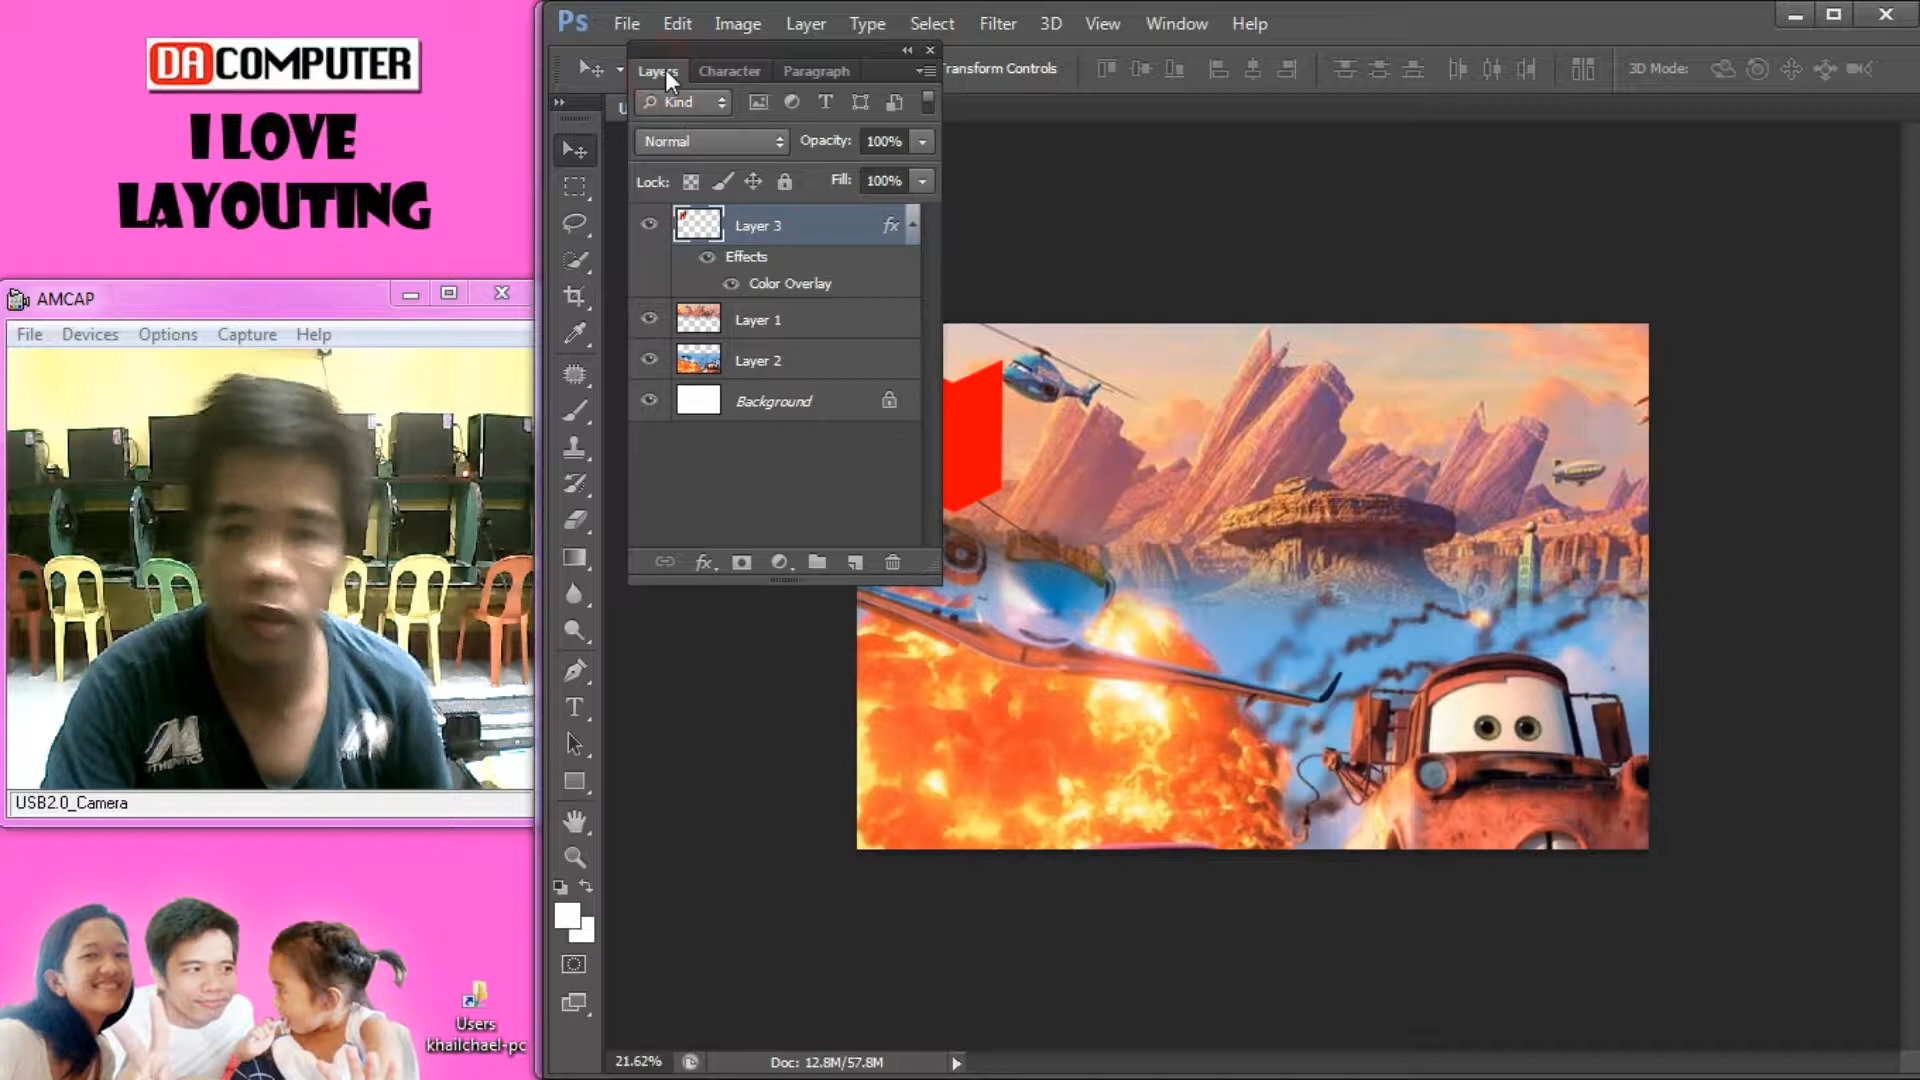 DA COMPUTER
I LOVE
LAYOUTING
AMCAP
File Devices Options Capture Help
USB2.0_Camera
Users
khailchael-pc
Ps File Edit Image Layer Type Select Filter 3D View Window Help
Transform Controls
3D Mode:
Layers Character Paragraph
Kind
Normal
Opacity: 100%
Lock:
Fill: 100%
Layer 3 fx
Effects
Color Overlay
Layer 1
Layer 2
Background
fx
21.62%
Doc: 12.8M/57.8M